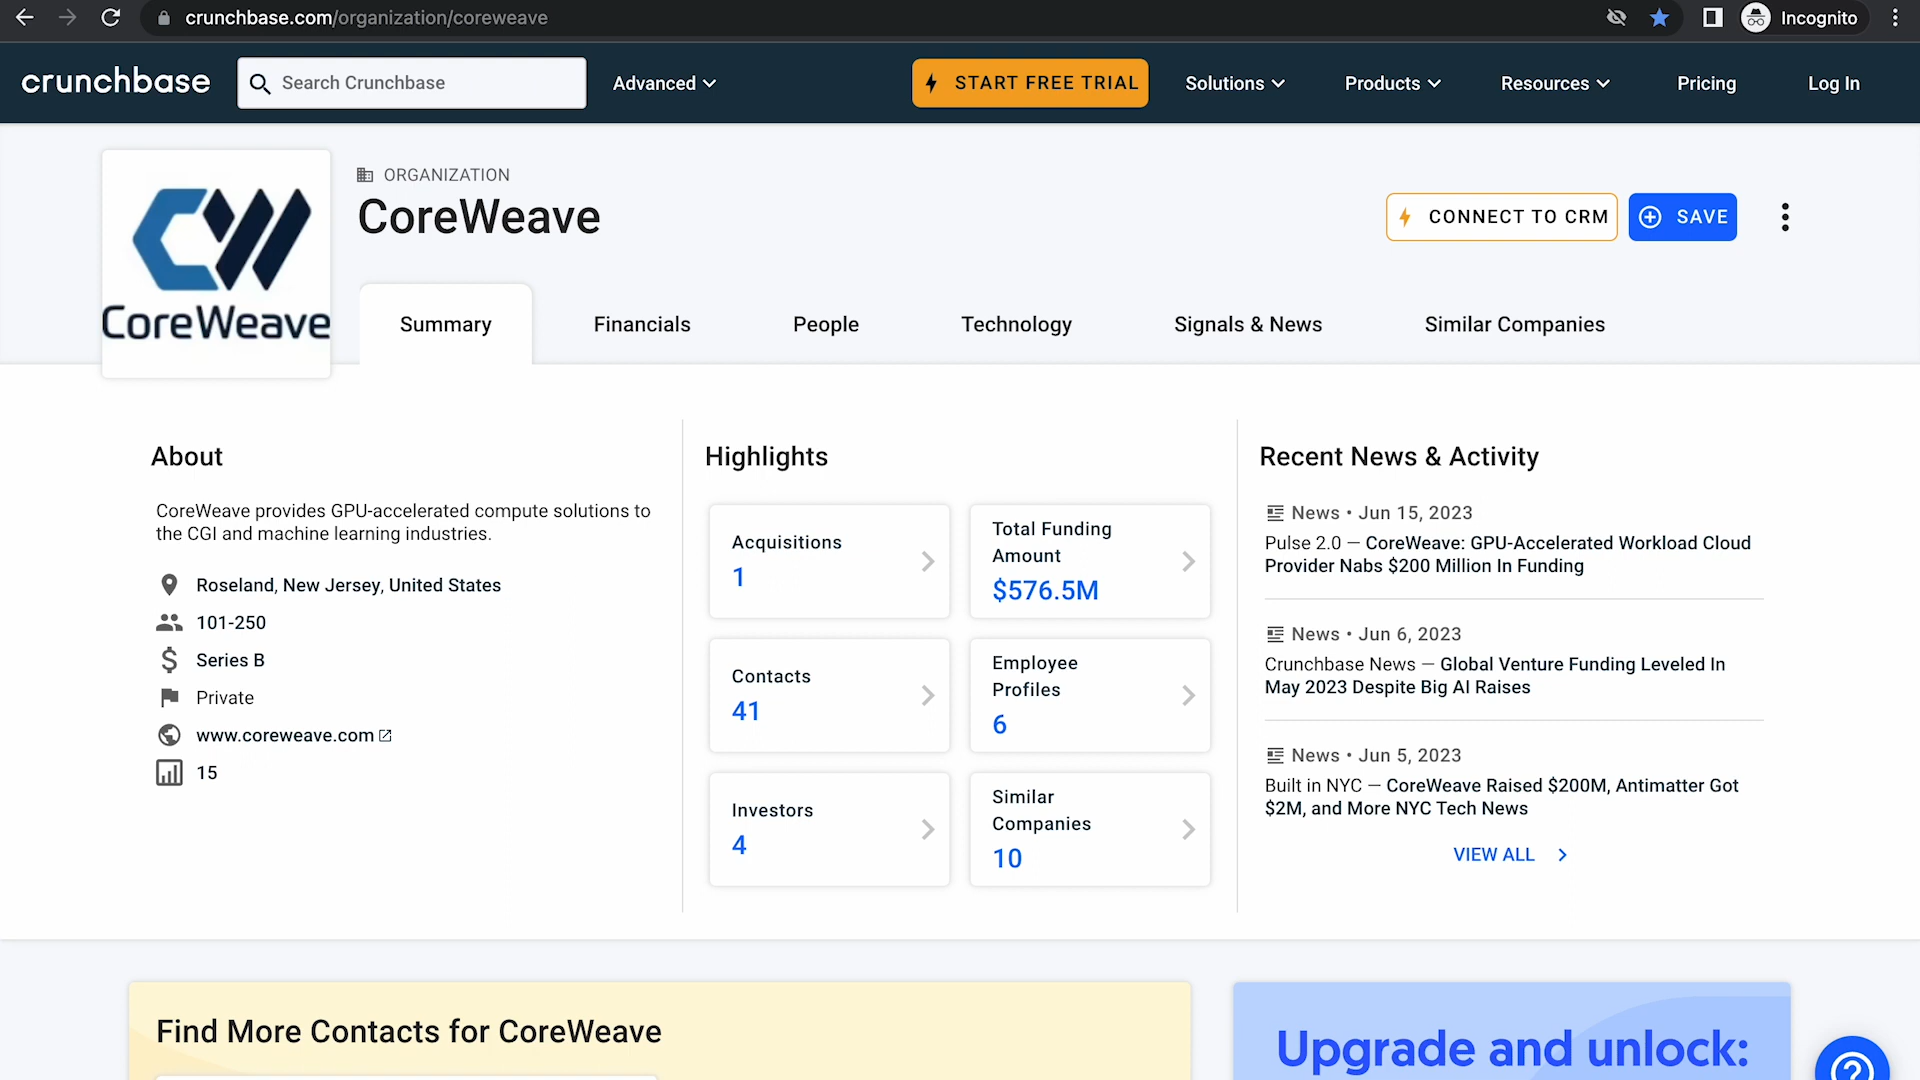 crunchbase.com/organization/coreweave
Incognito
crunchbase
Search Crunchbase
Advanced
START FREE TRIAL
Solutions
Products
Resources
Pricing
Log In
CW
CoreWeave
ORGANIZATION
CoreWeave
CONNECT TO CRM
SAVE
Summary
Financials
People
Technology
Signals & News
Similar Companies
About
CoreWeave provides GPU-accelerated compute solutions to
the CGI and machine learning industries.
Roseland, New Jersey, United States
101-250
Series B
Private
www.coreweave.com
15
Highlights
Acquisitions
1
Total Funding
Amount
$576.5M
Contacts
41
Employee
Profiles
6
Investors
4
Similar
Companies
10
Recent News & Activity
News • Jun 15, 2023
Pulse 2.0 — CoreWeave: GPU-Accelerated Workload Cloud
Provider Nabs $200 Million In Funding
News • Jun 6, 2023
Crunchbase News — Global Venture Funding Leveled In
May 2023 Despite Big AI Raises
News • Jun 5, 2023
Built in NYC — CoreWeave Raised $200M, Antimatter Got
$2M, and More NYC Tech News
VIEW ALL
Find More Contacts for CoreWeave
Upgrade and unlock: